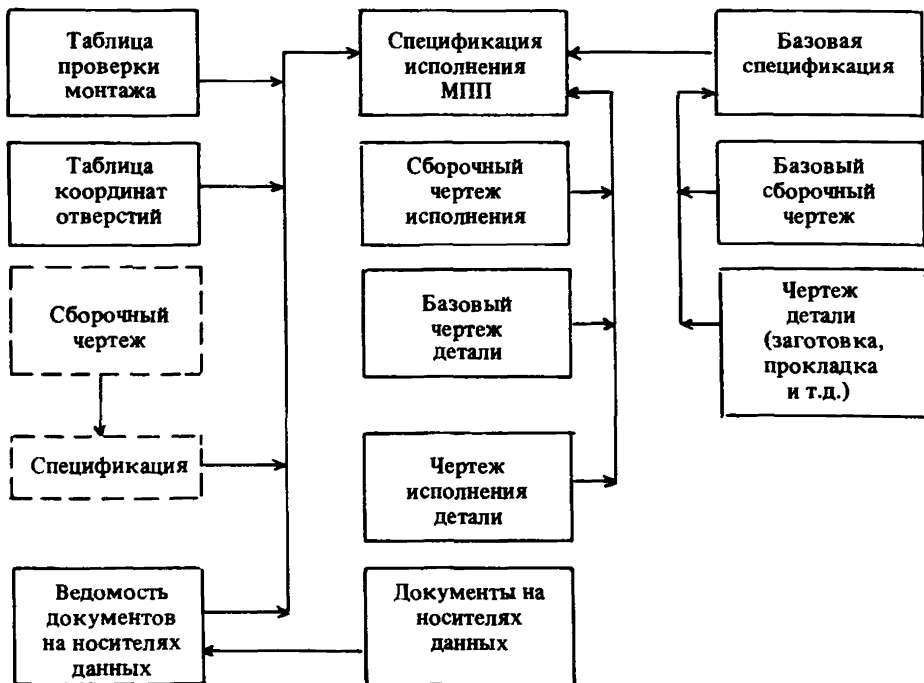 Таблица
проверки
монтажа
Спецификация
исполнения
МПП
Базовая
спецификация
Таблица
координат
отверстий
Сборочный
чертеж
исполнения
Базовый
сборочный
чертеж
Сборочный
чертеж
Базовый
чертеж
детали
Чертеж
детали
(заготовка,
прокладка
и т.д.)
Спецификация
Чертеж
исполнения
детали
Ведомость
документов
на носителях
данных
Документы на
носителях
данных